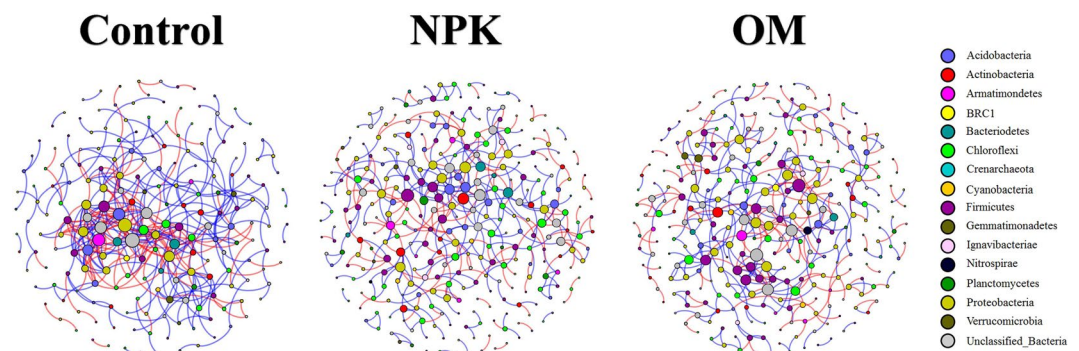 Control NPK OM
Acidobacteria
Actinobacteria
Armatimondetes
BRC1
Bacteriodetes
Chloroflexi
Crenarchaeota
Cyanobacteria
Firmicutes
Gemmatimonadetes
Ignavibacteriae
Nitrospirae
Planctomycetes
Proteobacteria
Verrucomicrobia
Unclassified_Bacteria